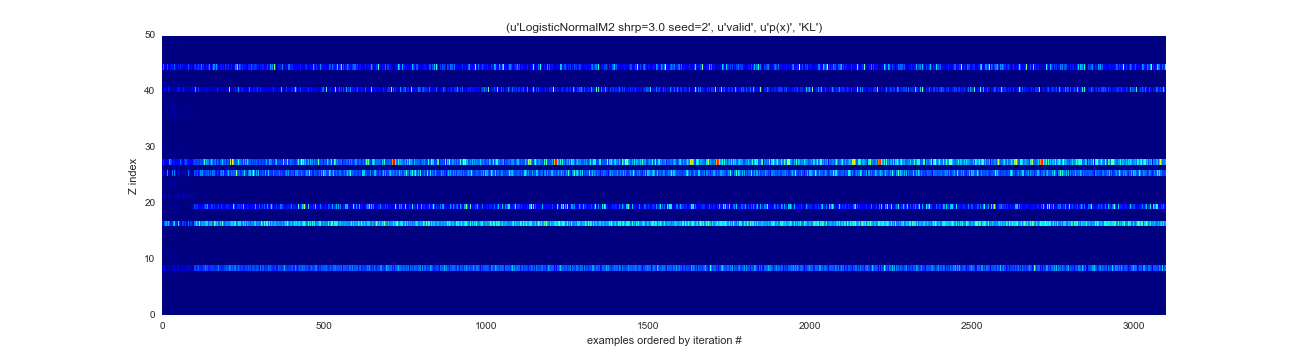 (u'LogisticNormalM2 shrp=3.0 seed=2', u'valid', u'p(x)', 'KL')
50
40
30
20
10
0
Z index
0 500 1000 1500 2000 2500 3000
examples ordered by iteration #